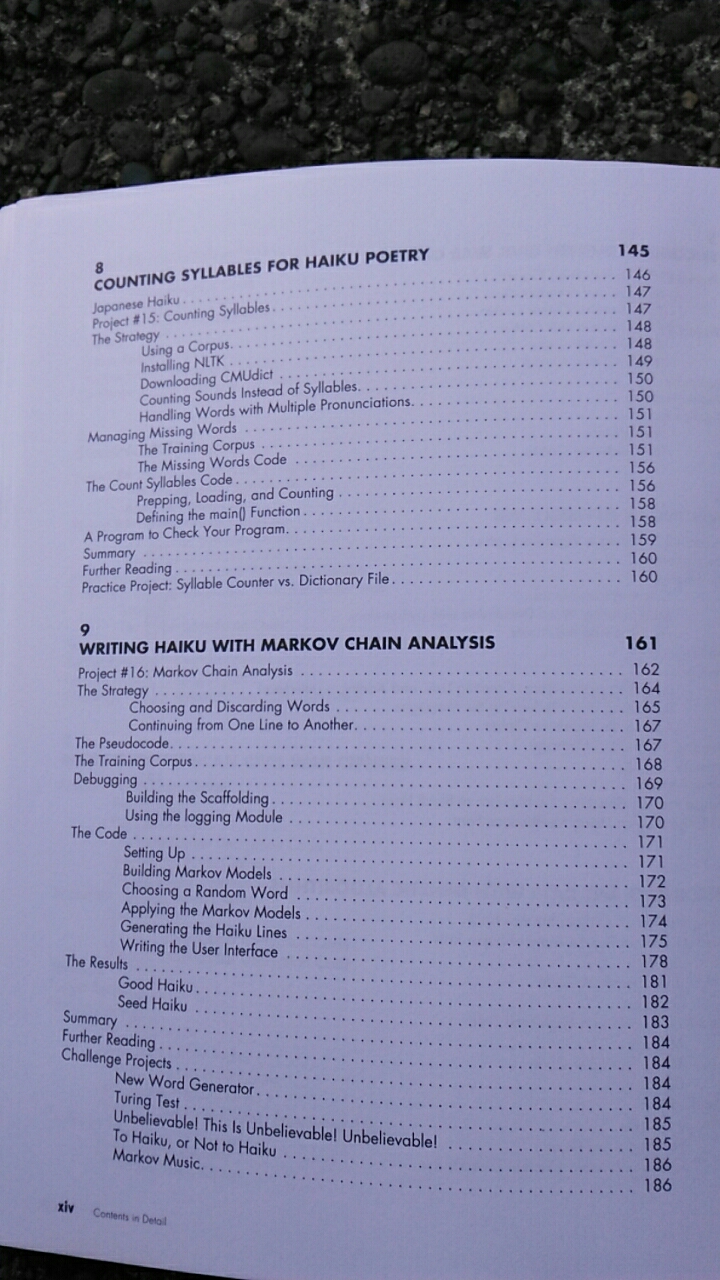 8
COUNTING SYLLABLES FOR HAIKU POETRY 145
Japanese Haiku . . . . . 146
Project #15: Counting Syllables . . . . . 147
The Strategy . . . . . 147
Using a Corpus . . . . . 148
Installing NLTK . . . . . 148
Downloading CMUdict . . . . . 149
Counting Sounds Instead of Syllables . . . . . 150
Handling Words with Multiple Pronunciations . . . . . 150
Managing Missing Words . . . . . 151
The Training Corpus . . . . . 151
The Missing Words Code . . . . . 151
The Count Syllables Code . . . . . 156
Prepping, Loading, and Counting . . . . . 156
Defining the main() Function . . . . . 158
A Program to Check Your Program . . . . . 158
Summary . . . . . 159
Further Reading . . . . . 160
Practice Project: Syllable Counter vs. Dictionary File . . . . . 160
9
WRITING HAIKU WITH MARKOV CHAIN ANALYSIS 161
Project #16: Markov Chain Analysis . . . . . 162
The Strategy . . . . . 164
Choosing and Discarding Words . . . . . 165
Continuing from One Line to Another . . . . . 167
The Pseudocode . . . . . 167
The Training Corpus . . . . . 168
Debugging . . . . . 169
Building the Scaffolding . . . . . 170
Using the logging Module . . . . . 170
The Code . . . . . 171
Setting Up . . . . . 171
Building Markov Models . . . . . 172
Choosing a Random Word . . . . . 173
Applying the Markov Models . . . . . 174
Generating the Haiku Lines . . . . . 175
Writing the User Interface . . . . . 178
The Results . . . . . 181
Good Haiku . . . . . 182
Seed Haiku . . . . . 183
Summary . . . . . 184
Further Reading . . . . . 184
Challenge Projects . . . . . 184
New Word Generator . . . . . 184
Turing Test . . . . . 185
Unbelievable! This Is Unbelievable! Unbelievable! . . . . . 185
To Haiku, or Not to Haiku . . . . . 186
Markov Music . . . . . 186
xiv Contents in Detail